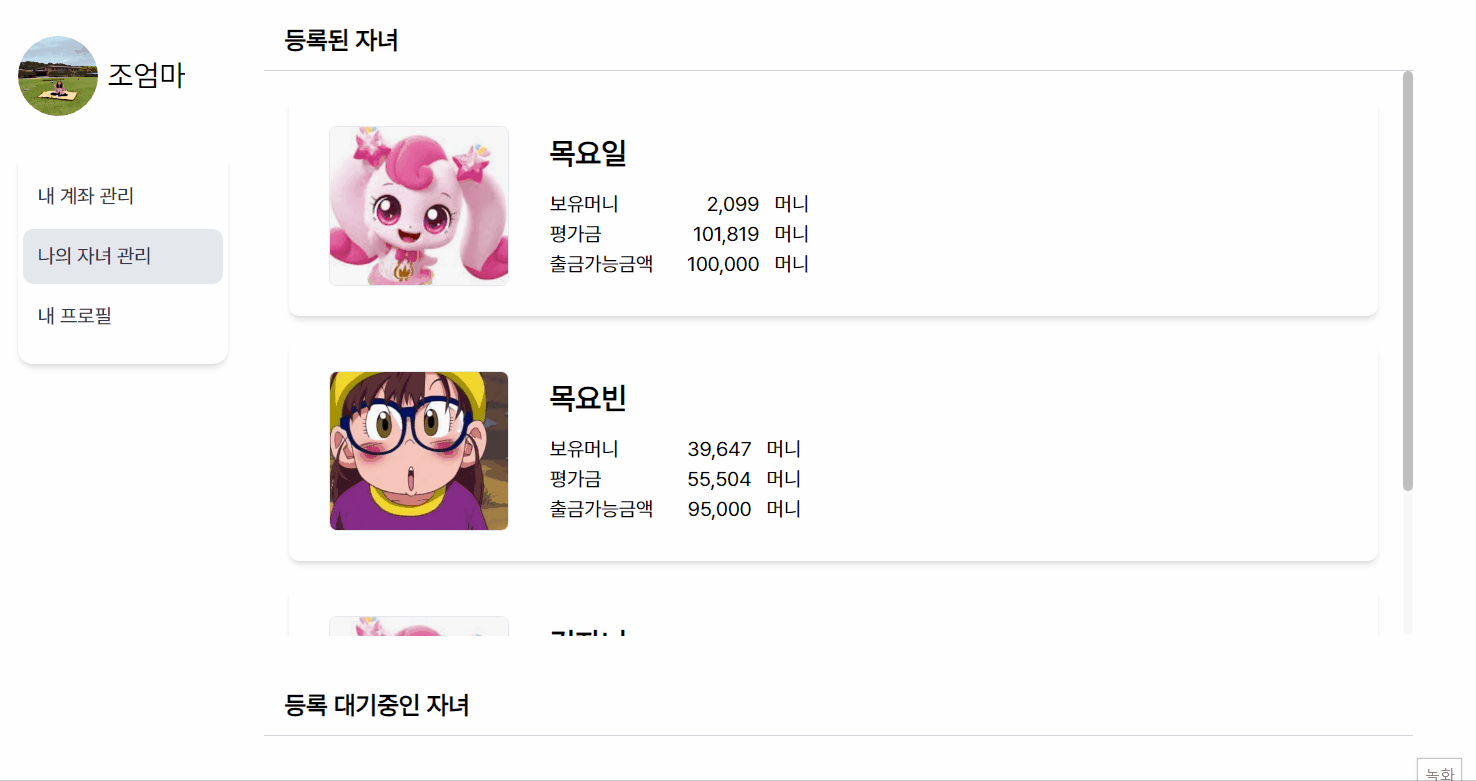 조엄마
내 계좌 관리
나의 자녀 관리
내 프로필
등록된 자녀
목요일
보유머니 2,099 머니
평가금 101,819 머니
출금가능금액 100,000 머니
목요빈
보유머니 39,647 머니
평가금 55,504 머니
출금가능금액 95,000 머니
등록 대기중인 자녀
녹화